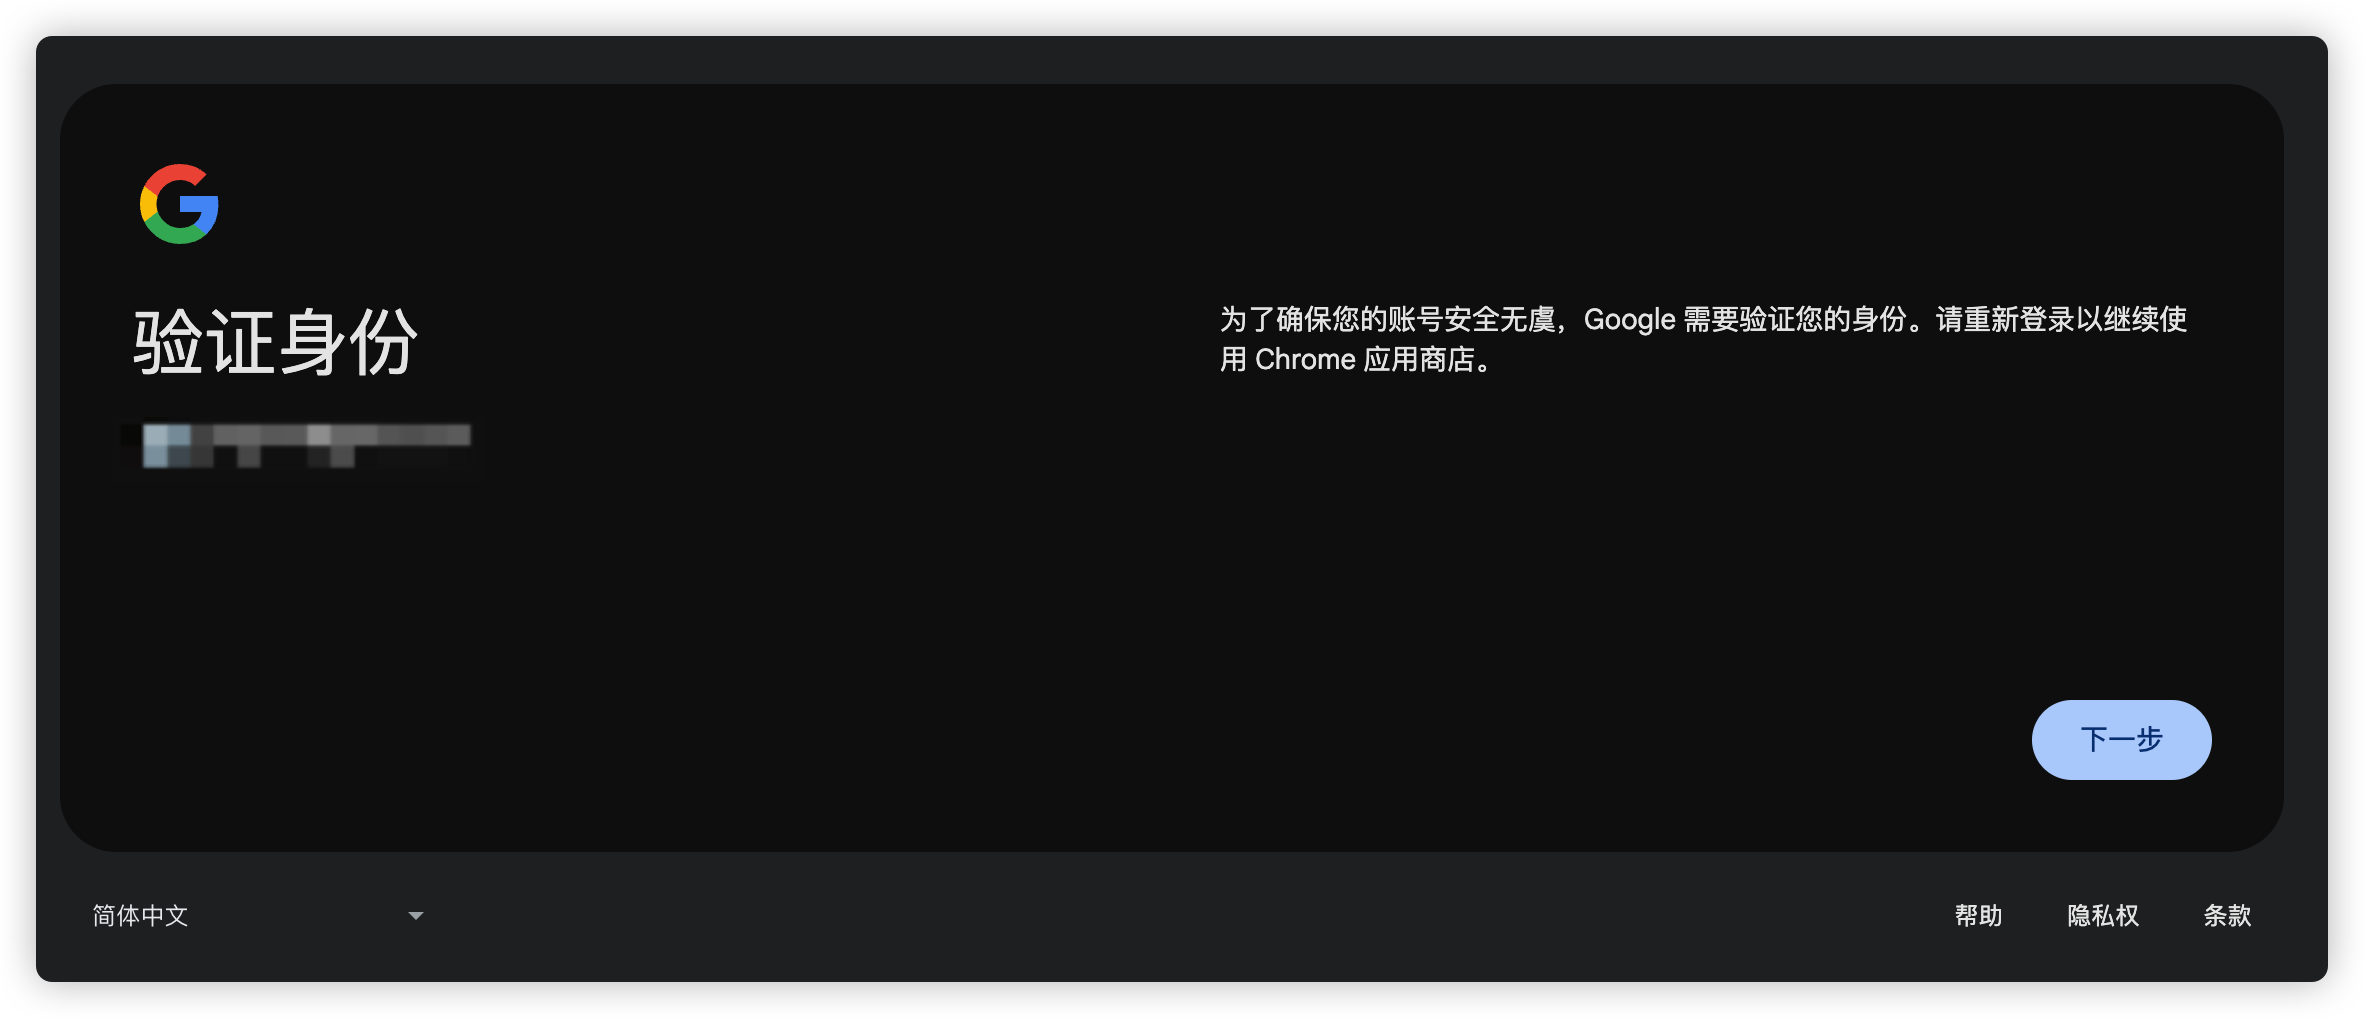 验证身份
为了确保您的账号安全无虞，Google 需要验证您的身份。请重新登录以继续使
用 Chrome 应用商店。
下一步
简体中文
帮助
隐私权
条款